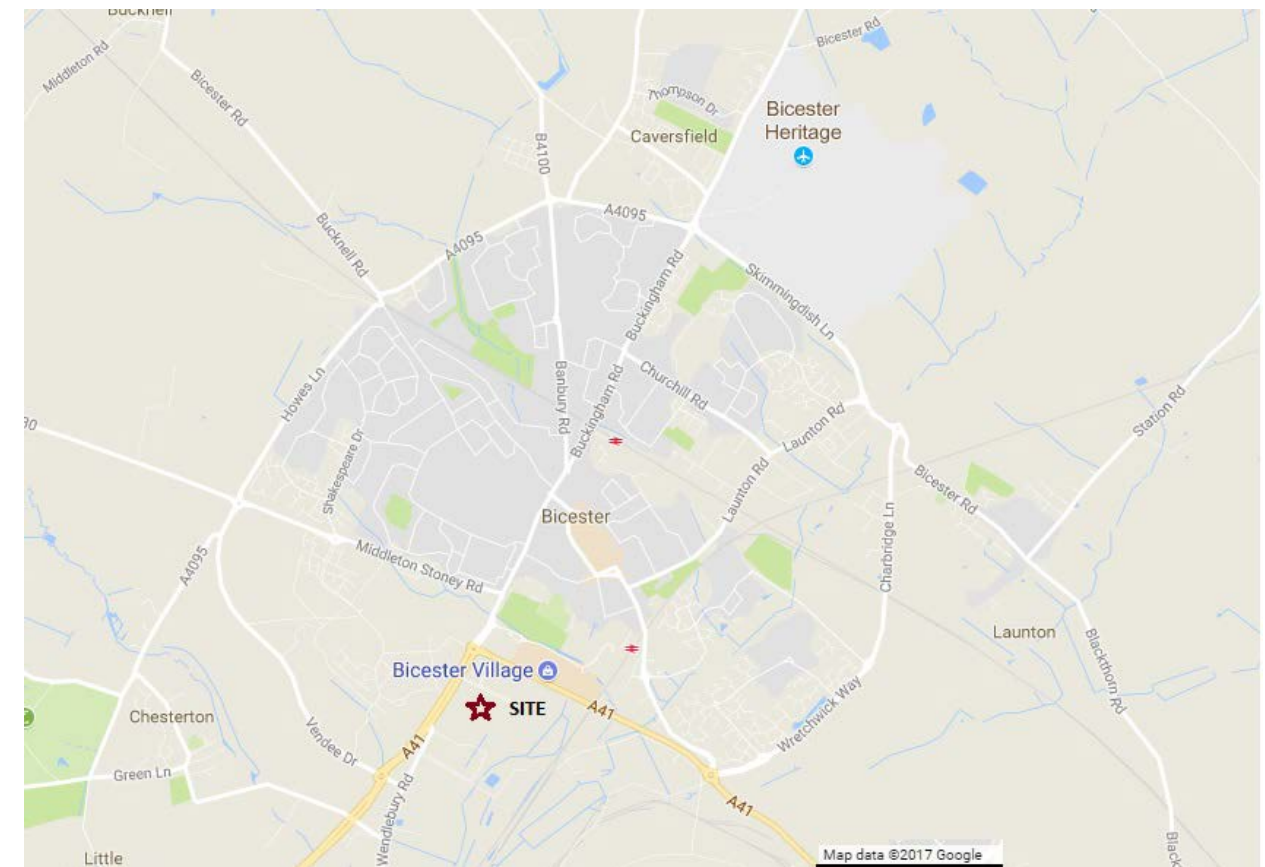 Bucknell
Middleton Rd
Bicester Rd
Bicester Rd
Thompson Dr
Bicester
Heritage
Caversfield
B4100
A4095
A4095
Bucknell Rd
Buckingham Rd
Skimmingdish Ln
Howes Ln
Banbury Rd
Buckingham Rd
Churchill Rd
Launton Rd
Station Rd
Shakespeare Dr
Launton Rd
Bicester Rd
Bicester
Charbridge Ln
A4095
Middleton Stoney Rd
Launton
Blackthorn Rd
Bicester Village
SITE
A41
Wretchwick Way
Chesterton
Vendee Dr
A41
Green Ln
Wendlebury Rd
A41
Little
Map data ©2017 Google